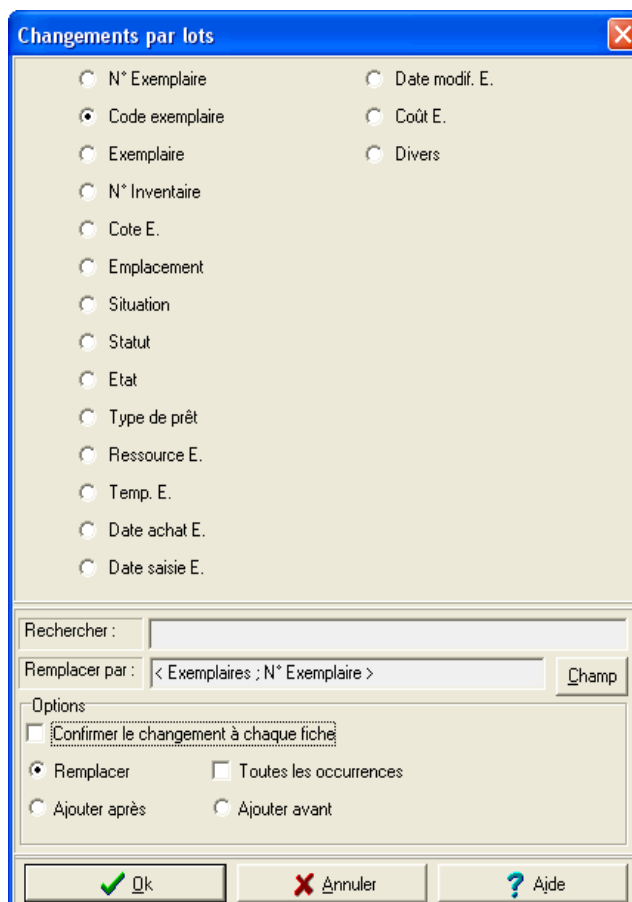 Changements par lots
N° Exemplaire
Code exemplaire
Exemplaire
N° Inventaire
Cote E.
Emplacement
Situation
Statut
Etat
Type de prêt
Ressource E.
Temp. E.
Date achat E.
Date saisie E.
Date modif. E.
Coût E.
Divers
Rechercher :
Remplacer par : < Exemplaires ; N° Exemplaire > Champ
Options
Confirmer le changement à chaque fiche
Remplacer Toutes les occurrences
Ajouter après Ajouter avant
Ok Annuler Aide